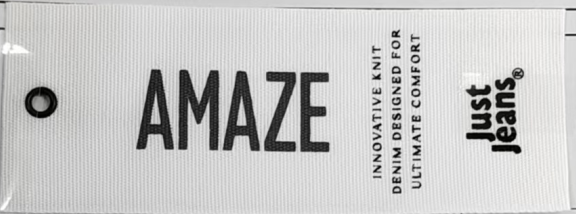 AMAZE
INNOVATIVE KNIT
DENIM DESIGNED FOR
ULTIMATE COMFORT
Just
Jeans®